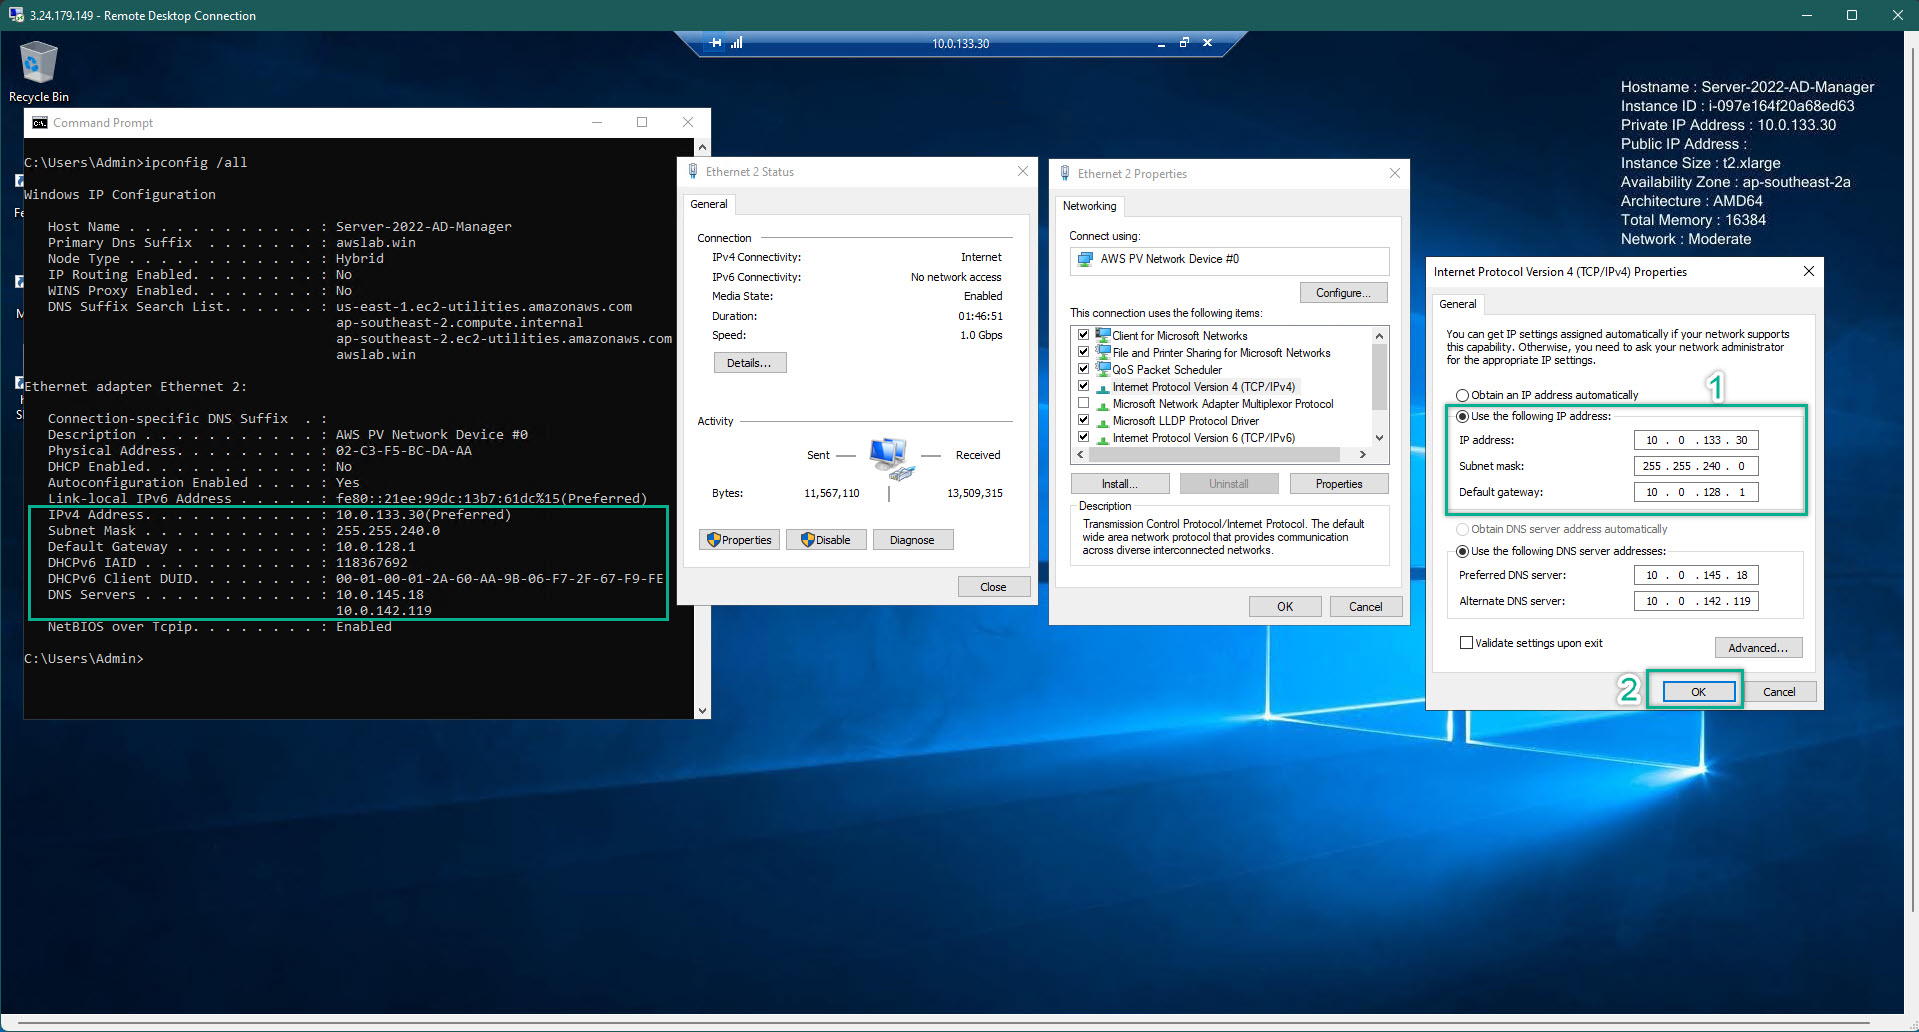 3.24.179.149 - Remote Desktop Connection
10.0.133.30
Recycle Bin
Hostname : Server-2022-AD-Manager
Instance ID : i-097e164f20a68ed63
Private IP Address : 10.0.133.30
Public IP Address :
Instance Size : t2.xlarge
Availability Zone : ap-southeast-2a
Architecture : AMD64
Total Memory : 16384
Network : Moderate
Command Prompt
C:\Users\Admin>ipconfig /all
Windows IP Configuration
Host Name . . . . . . . . . . . . : Server-2022-AD-Manager
Primary Dns Suffix  . . . . . . . : awslab.win
Node Type . . . . . . . . . . . . : Hybrid
IP Routing Enabled. . . . . . . . : No
WINS Proxy Enabled. . . . . . . . : No
DNS Suffix Search List. . . . . . : us-east-1.ec2-utilities.amazonaws.com
ap-southeast-2.compute.internal
ap-southeast-2.ec2-utilities.amazonaws.com
awslab.win
Ethernet adapter Ethernet 2:
Connection-specific DNS Suffix  . :
Description . . . . . . . . . . . : AWS PV Network Device #0
Physical Address. . . . . . . . . : 02-C3-F5-BC-DA-AA
DHCP Enabled. . . . . . . . . . . : No
Autoconfiguration Enabled . . . . : Yes
Link-local IPv6 Address . . . . . : fe80::21ee:99dc:13b7:61dc%15(Preferred)
IPv4 Address. . . . . . . . . . . : 10.0.133.30(Preferred)
Subnet Mask . . . . . . . . . . . : 255.255.240.0
Default Gateway . . . . . . . . . : 10.0.128.1
DHCPv6 IAID . . . . . . . . . . . : 118367692
DHCPv6 Client DUID. . . . . . . . : 00-01-00-01-2A-60-AA-9B-06-F7-2F-67-F9-FE
DNS Servers . . . . . . . . . . . : 10.0.145.18
10.0.142.119
NetBIOS over Tcpip. . . . . . . . : Enabled
C:\Users\Admin>
Ethernet 2 Status
General
Connection
IPv4 Connectivity: Internet
IPv6 Connectivity: No network access
Media State: Enabled
Duration: 01:46:51
Speed: 1.0 Gbps
Details...
Activity
Sent Received
Bytes: 11,567,110 13,509,315
Properties Disable Diagnose
Close
Ethernet 2 Properties
Networking
Connect using:
AWS PV Network Device #0
Configure...
This connection uses the following items:
Client for Microsoft Networks
File and Printer Sharing for Microsoft Networks
QoS Packet Scheduler
Internet Protocol Version 4 (TCP/IPv4)
Microsoft Network Adapter Multiplexor Protocol
Microsoft LLDP Protocol Driver
Internet Protocol Version 6 (TCP/IPv6)
Install... Uninstall Properties
Description
Transmission Control Protocol/Internet Protocol. The default
wide area network protocol that provides communication
across diverse interconnected networks.
OK Cancel
Internet Protocol Version 4 (TCP/IPv4) Properties
General
You can get IP settings assigned automatically if your network supports
this capability. Otherwise, you need to ask your network administrator
for the appropriate IP settings.
1
Obtain an IP address automatically
Use the following IP address:
IP address: 10 . 0 . 133 . 30
Subnet mask: 255 . 255 . 240 . 0
Default gateway: 10 . 0 . 128 . 1
Obtain DNS server address automatically
Use the following DNS server addresses:
Preferred DNS server: 10 . 0 . 145 . 18
Alternate DNS server: 10 . 0 . 142 . 119
Validate settings upon exit
Advanced...
2
OK Cancel